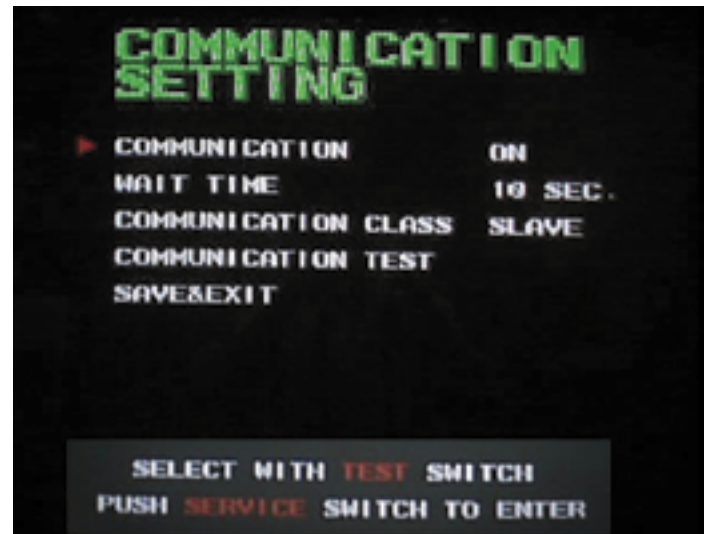 COMMUNICATION
SETTING
COMMUNICATION ON
WAIT TIME 10 SEC.
COMMUNICATION CLASS SLAVE
COMMUNICATION TEST
SAVE&EXIT
SELECT WITH TEST SWITCH
PUSH SERVICE SWITCH TO ENTER